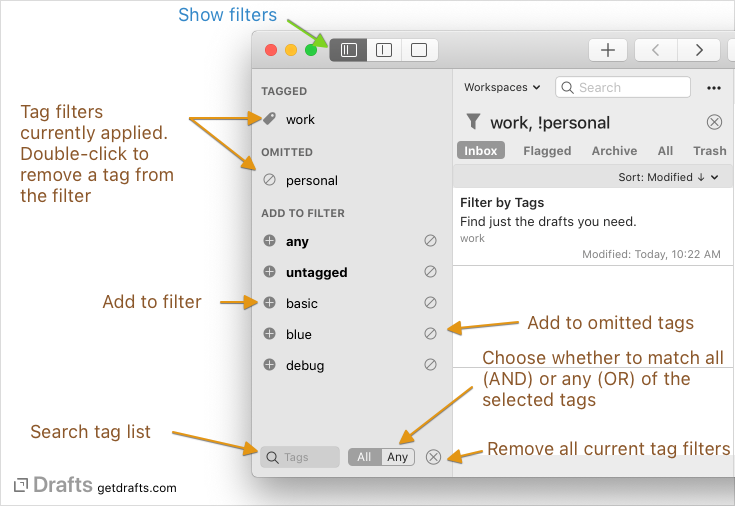 Show filters
Workspaces
Search
TAGGED
work
Tag filters
currently applied.
Double-click to
remove a tag from
the filter
work, !personal
OMITTED
personal
Inbox Flagged Archive All Trash
Sort: Modified ↓
ADD TO FILTER
any
untagged
basic
blue
debug
Filter by Tags
Find just the drafts you need.
work
Modified: Today, 10:22 AM
Add to filter
Add to omitted tags
Choose whether to match all
(AND) or any (OR) of the
selected tags
Search tag list
Tags
All Any
Remove all current tag filters
Drafts getdrafts.com